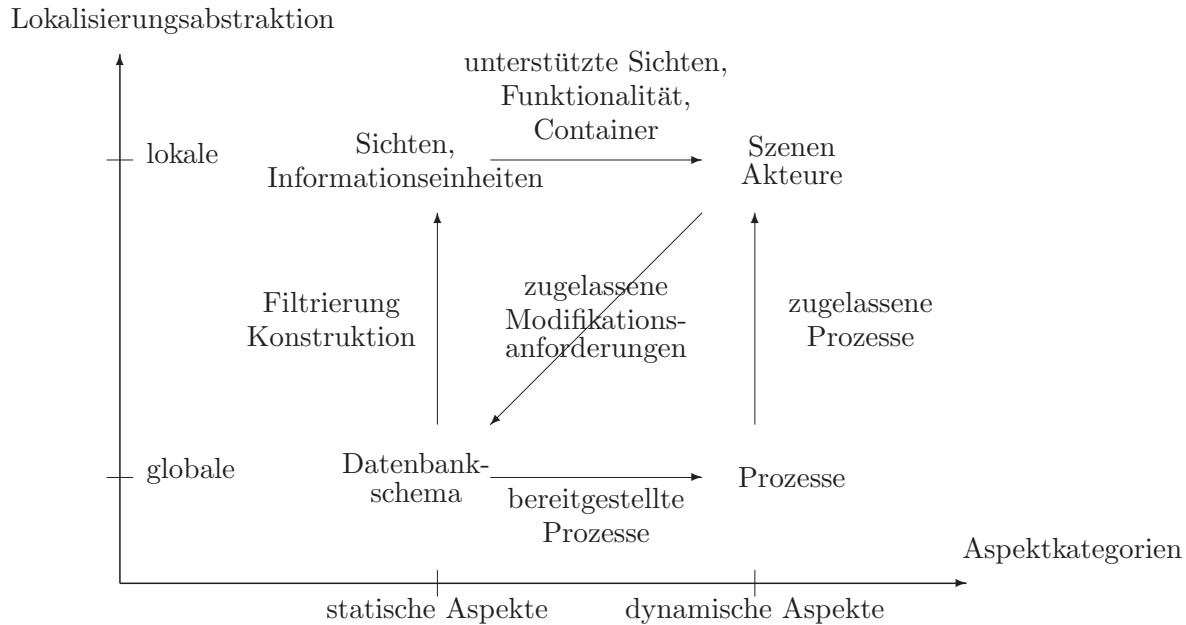 Lokalisierungsabstraktion
unterstützte Sichten,
Funktionalität,
Container
lokale
Sichten,
Informationseinheiten
Szenen
Akteure
Filtrierung
Konstruktion
zugelassene
Modifikations-
anforderungen
zugelassene
Prozesse
globale
Datenbank-
schema
bereitgestellte
Prozesse
Prozesse
Aspektkategorien
statische Aspekte
dynamische Aspekte